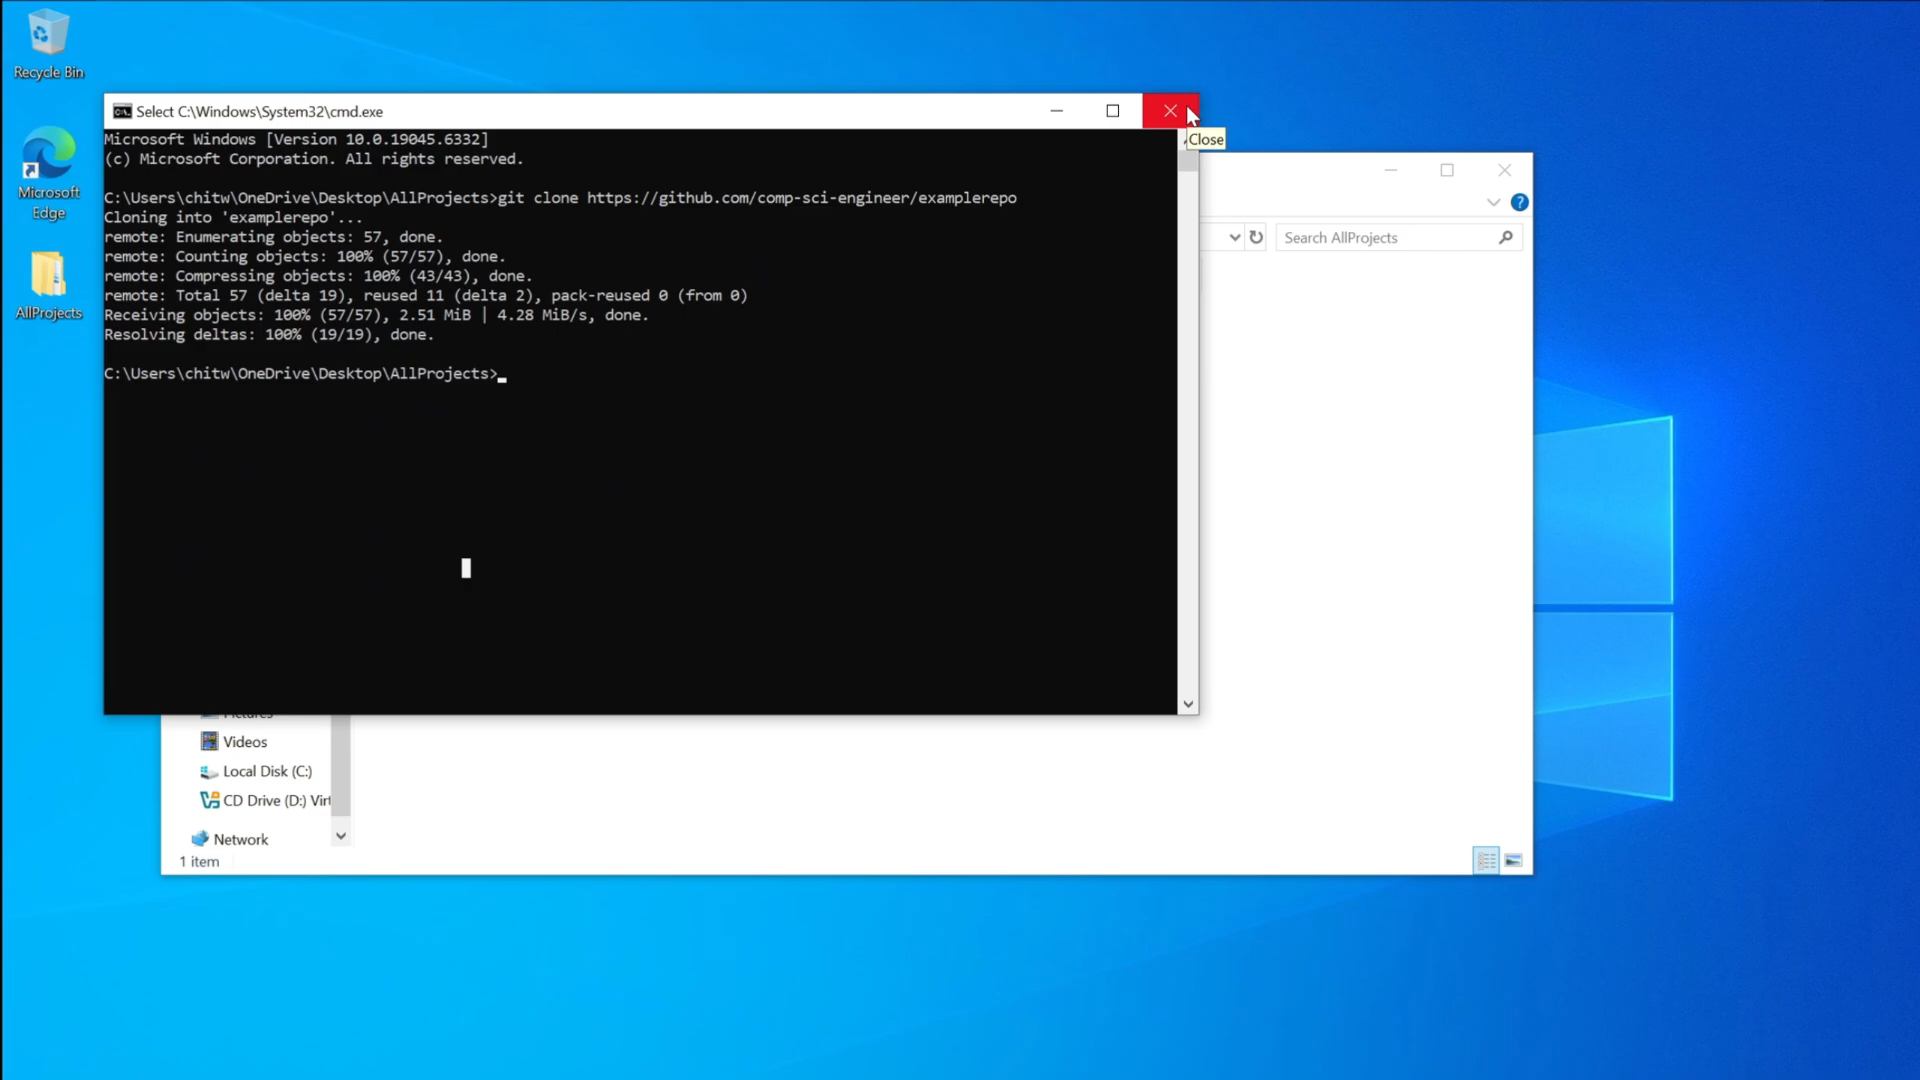 Recycle Bin
Microsoft
Edge
AllProjects
Select C:\Windows\System32\cmd.exe
Close
Microsoft Windows [Version 10.0.19045.6332]
(c) Microsoft Corporation. All rights reserved.
C:\Users\chitw\OneDrive\Desktop\AllProjects>git clone https://github.com/comp-sci-engineer/examplerepo
Cloning into 'examplerepo'...
remote: Enumerating objects: 57, done.
remote: Counting objects: 100% (57/57), done.
remote: Compressing objects: 100% (43/43), done.
remote: Total 57 (delta 19), reused 11 (delta 2), pack-reused 0 (from 0)
Receiving objects: 100% (57/57), 2.51 MiB | 4.28 MiB/s, done.
Resolving deltas: 100% (19/19), done.
C:\Users\chitw\OneDrive\Desktop\AllProjects>
Search AllProjects
Pictures
Videos
Local Disk (C:)
CD Drive (D:) Virt
Network
1 item